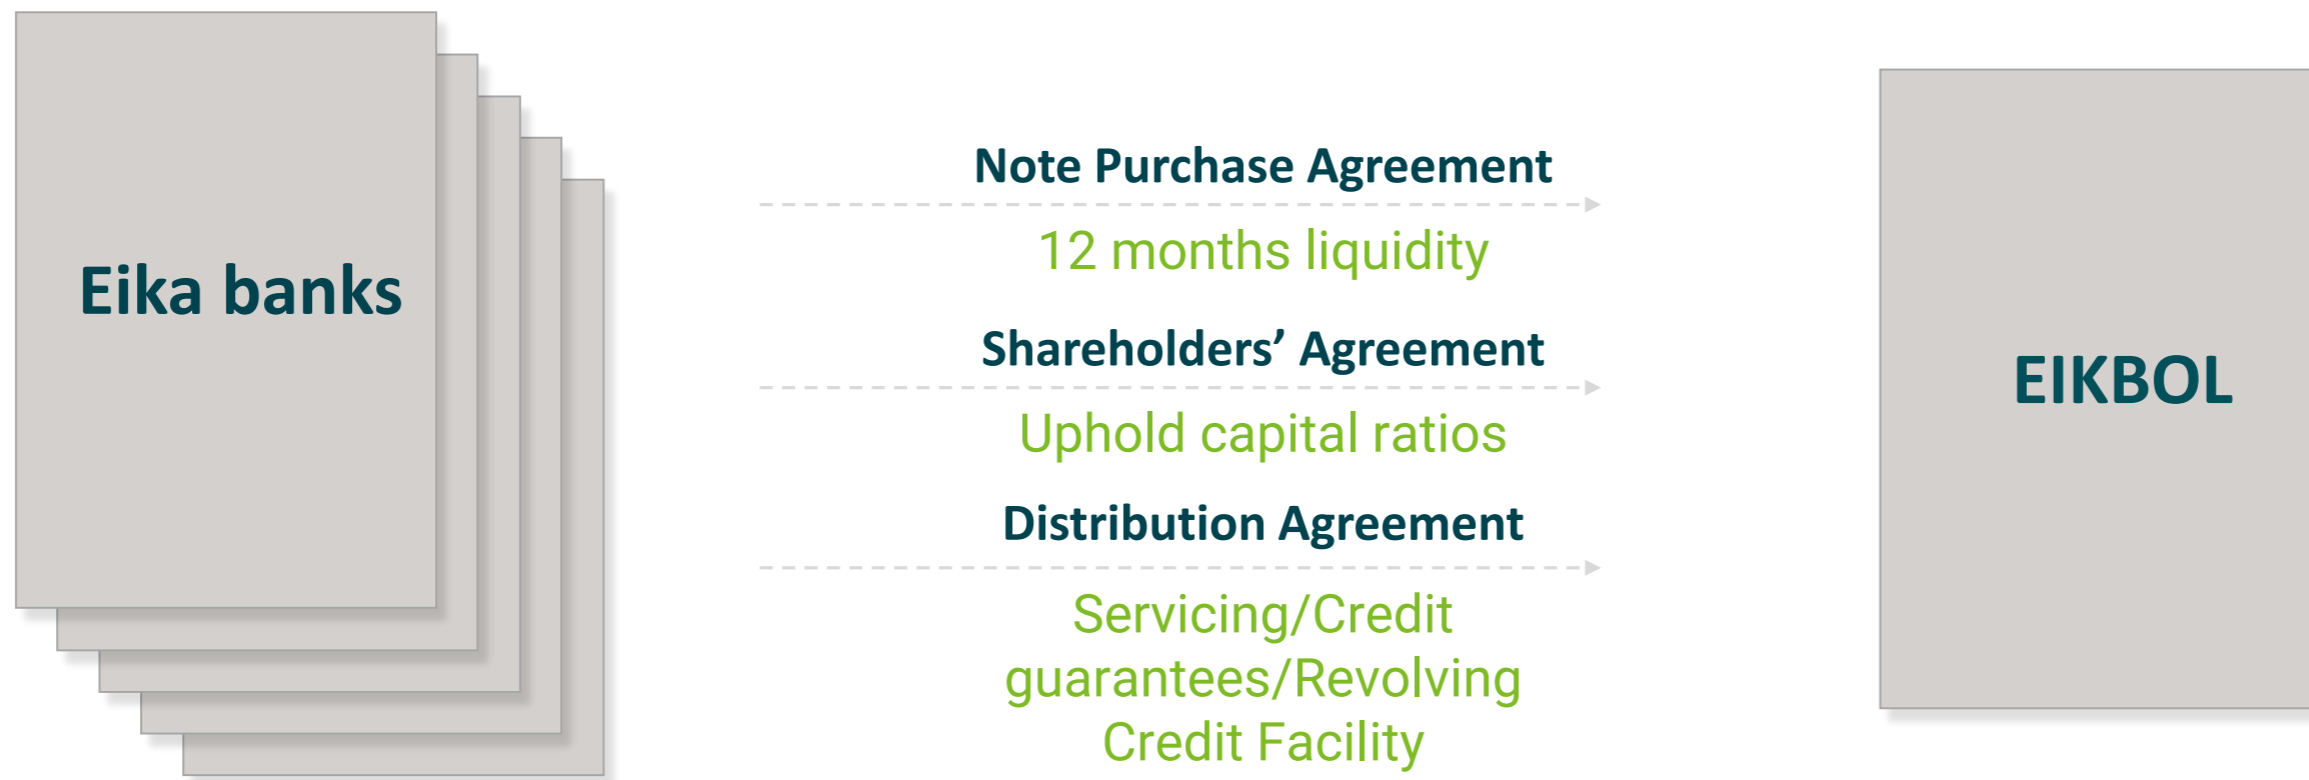 Eika banks
Note Purchase Agreement
12 months liquidity
Shareholders’ Agreement
Uphold capital ratios
Distribution Agreement
Servicing/Credit
guarantees/Revolving
Credit Facility
EIKBOL